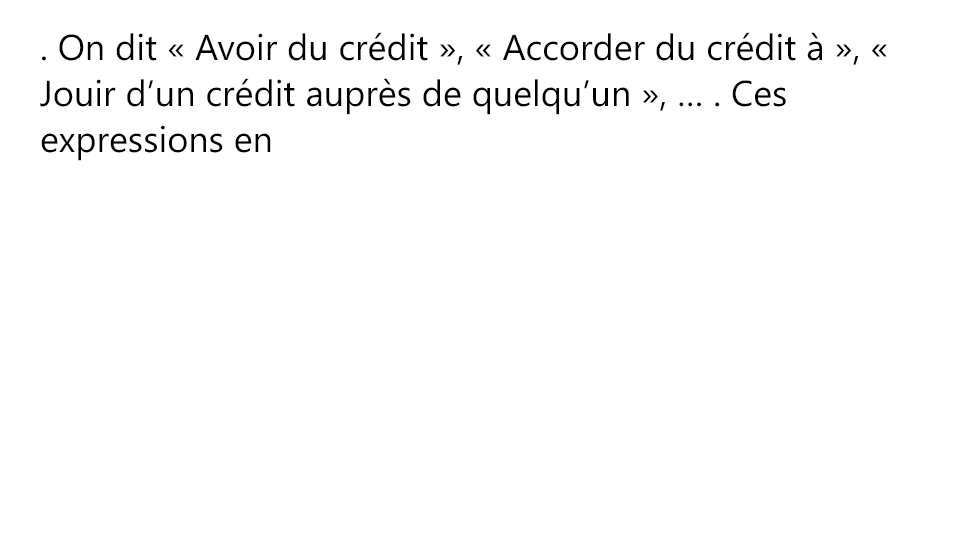 . On dit « Avoir du crédit », « Accorder du crédit à », «
Jouir d’un crédit auprès de quelqu’un », … . Ces
expressions en